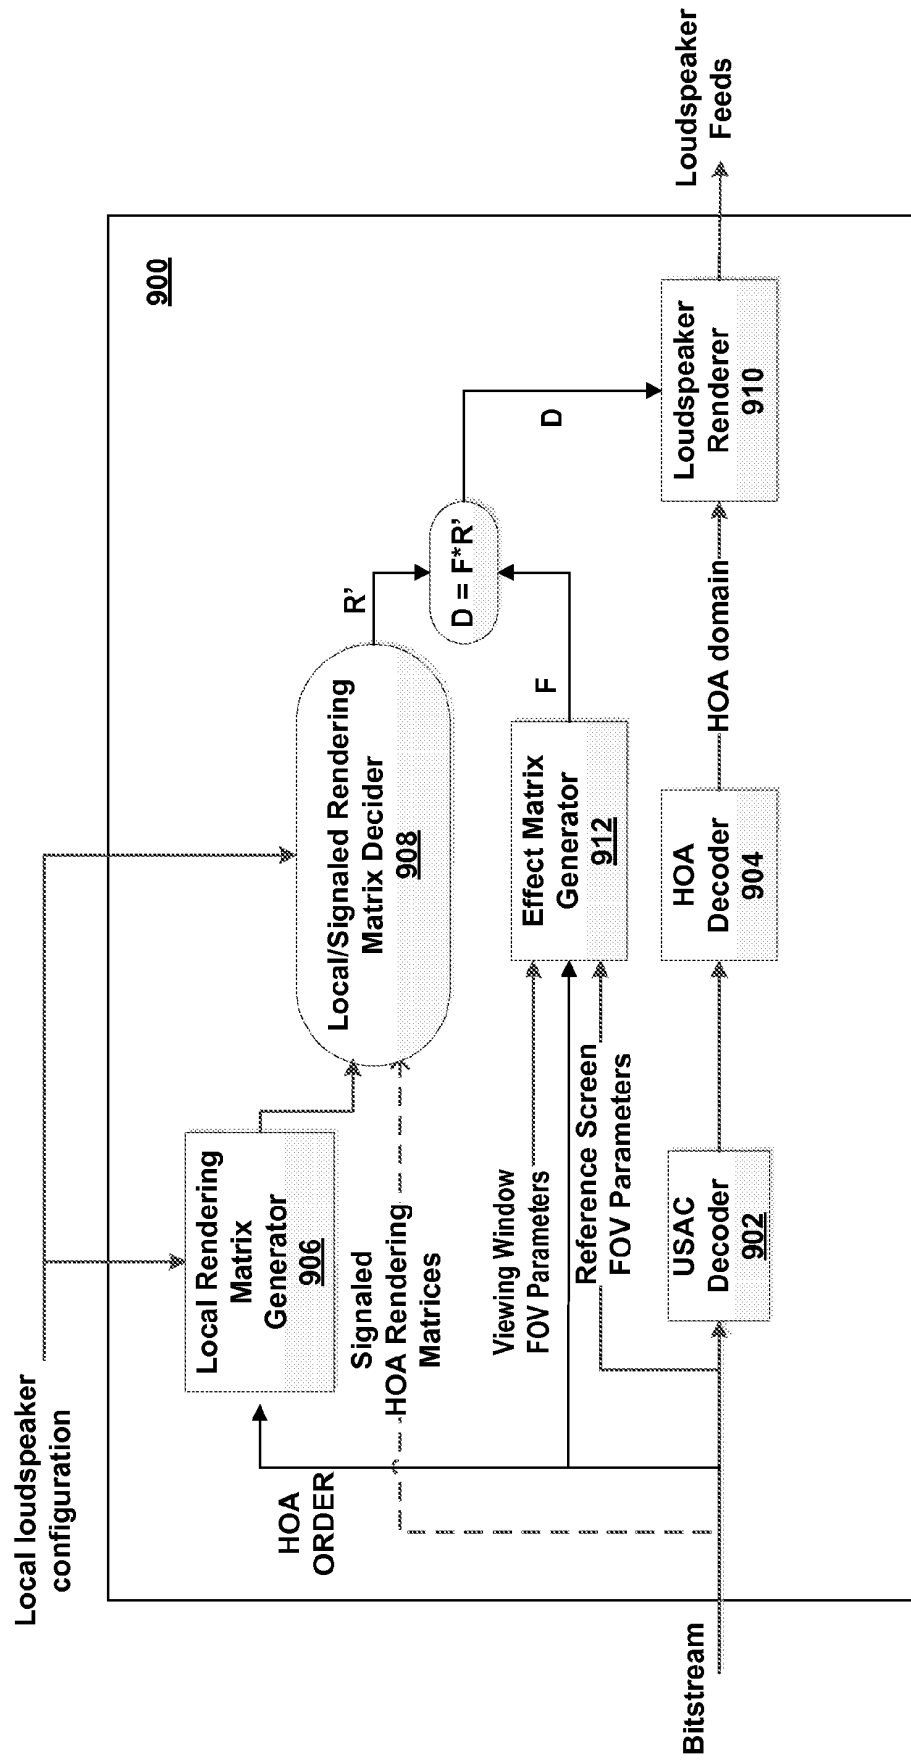 Local loudspeaker
configuration
900
Local Rendering
Matrix
Generator
906
HOA
ORDER
Signaled
HOA Rendering
Matrices
Local/Signaled Rendering
Matrix Decider
908
R’
D = F*R’
D
Viewing Window
FOV Parameters
Reference Screen
FOV Parameters
Effect Matrix
Generator
912
F
Bitstream
USAC
Decoder
902
HOA
Decoder
904
HOA domain
Loudspeaker
Renderer
910
Loudspeaker
Feeds